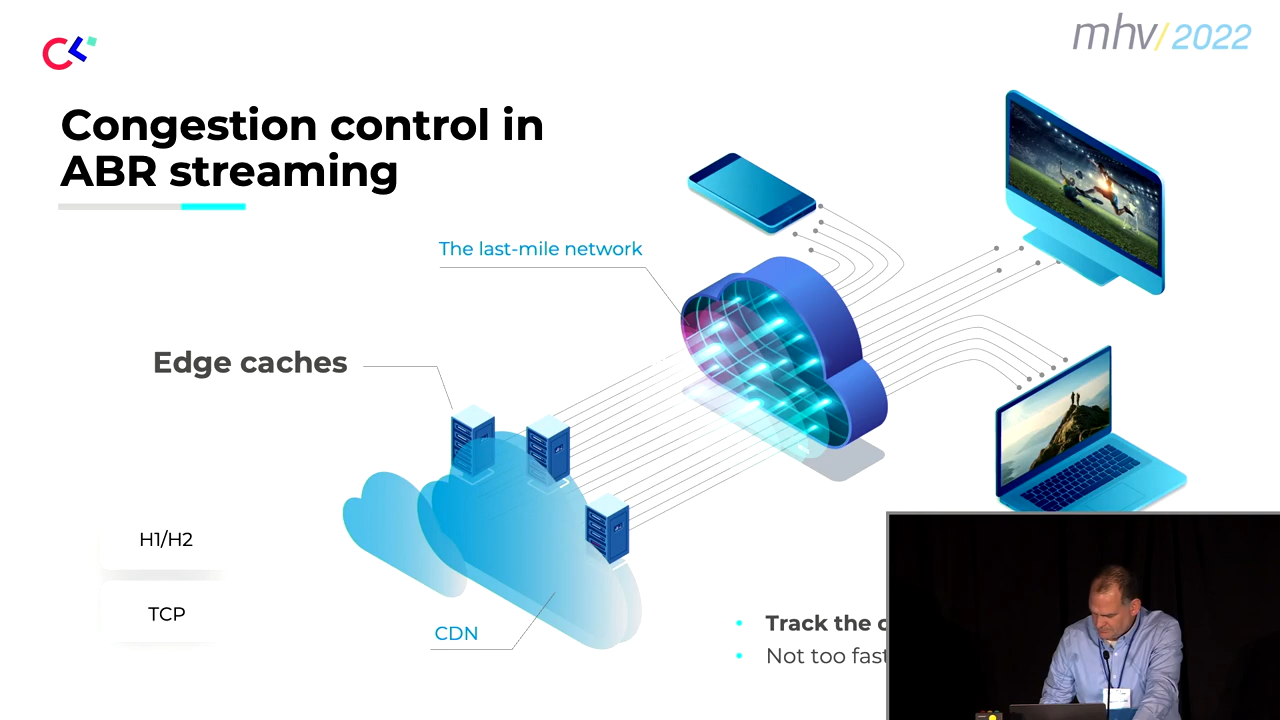 mhv/2022
Congestion control in
ABR streaming
The last-mile network
Edge caches
H1/H2
TCP
CDN
• Track the
• Not too fast